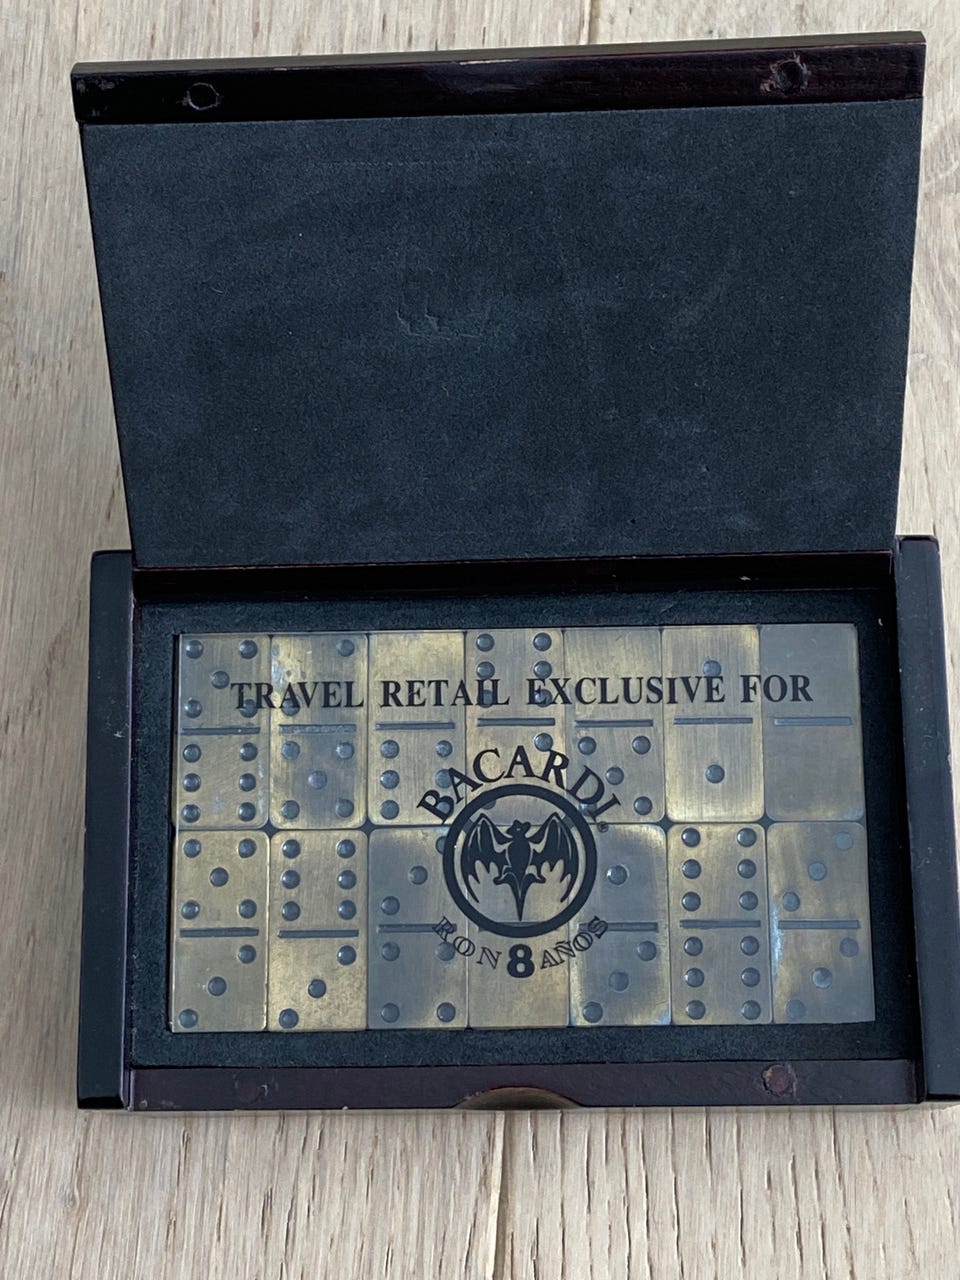 TRAVEL RETAIL EXCLUSIVE FOR
BACARDI®
RON 8 AÑOS